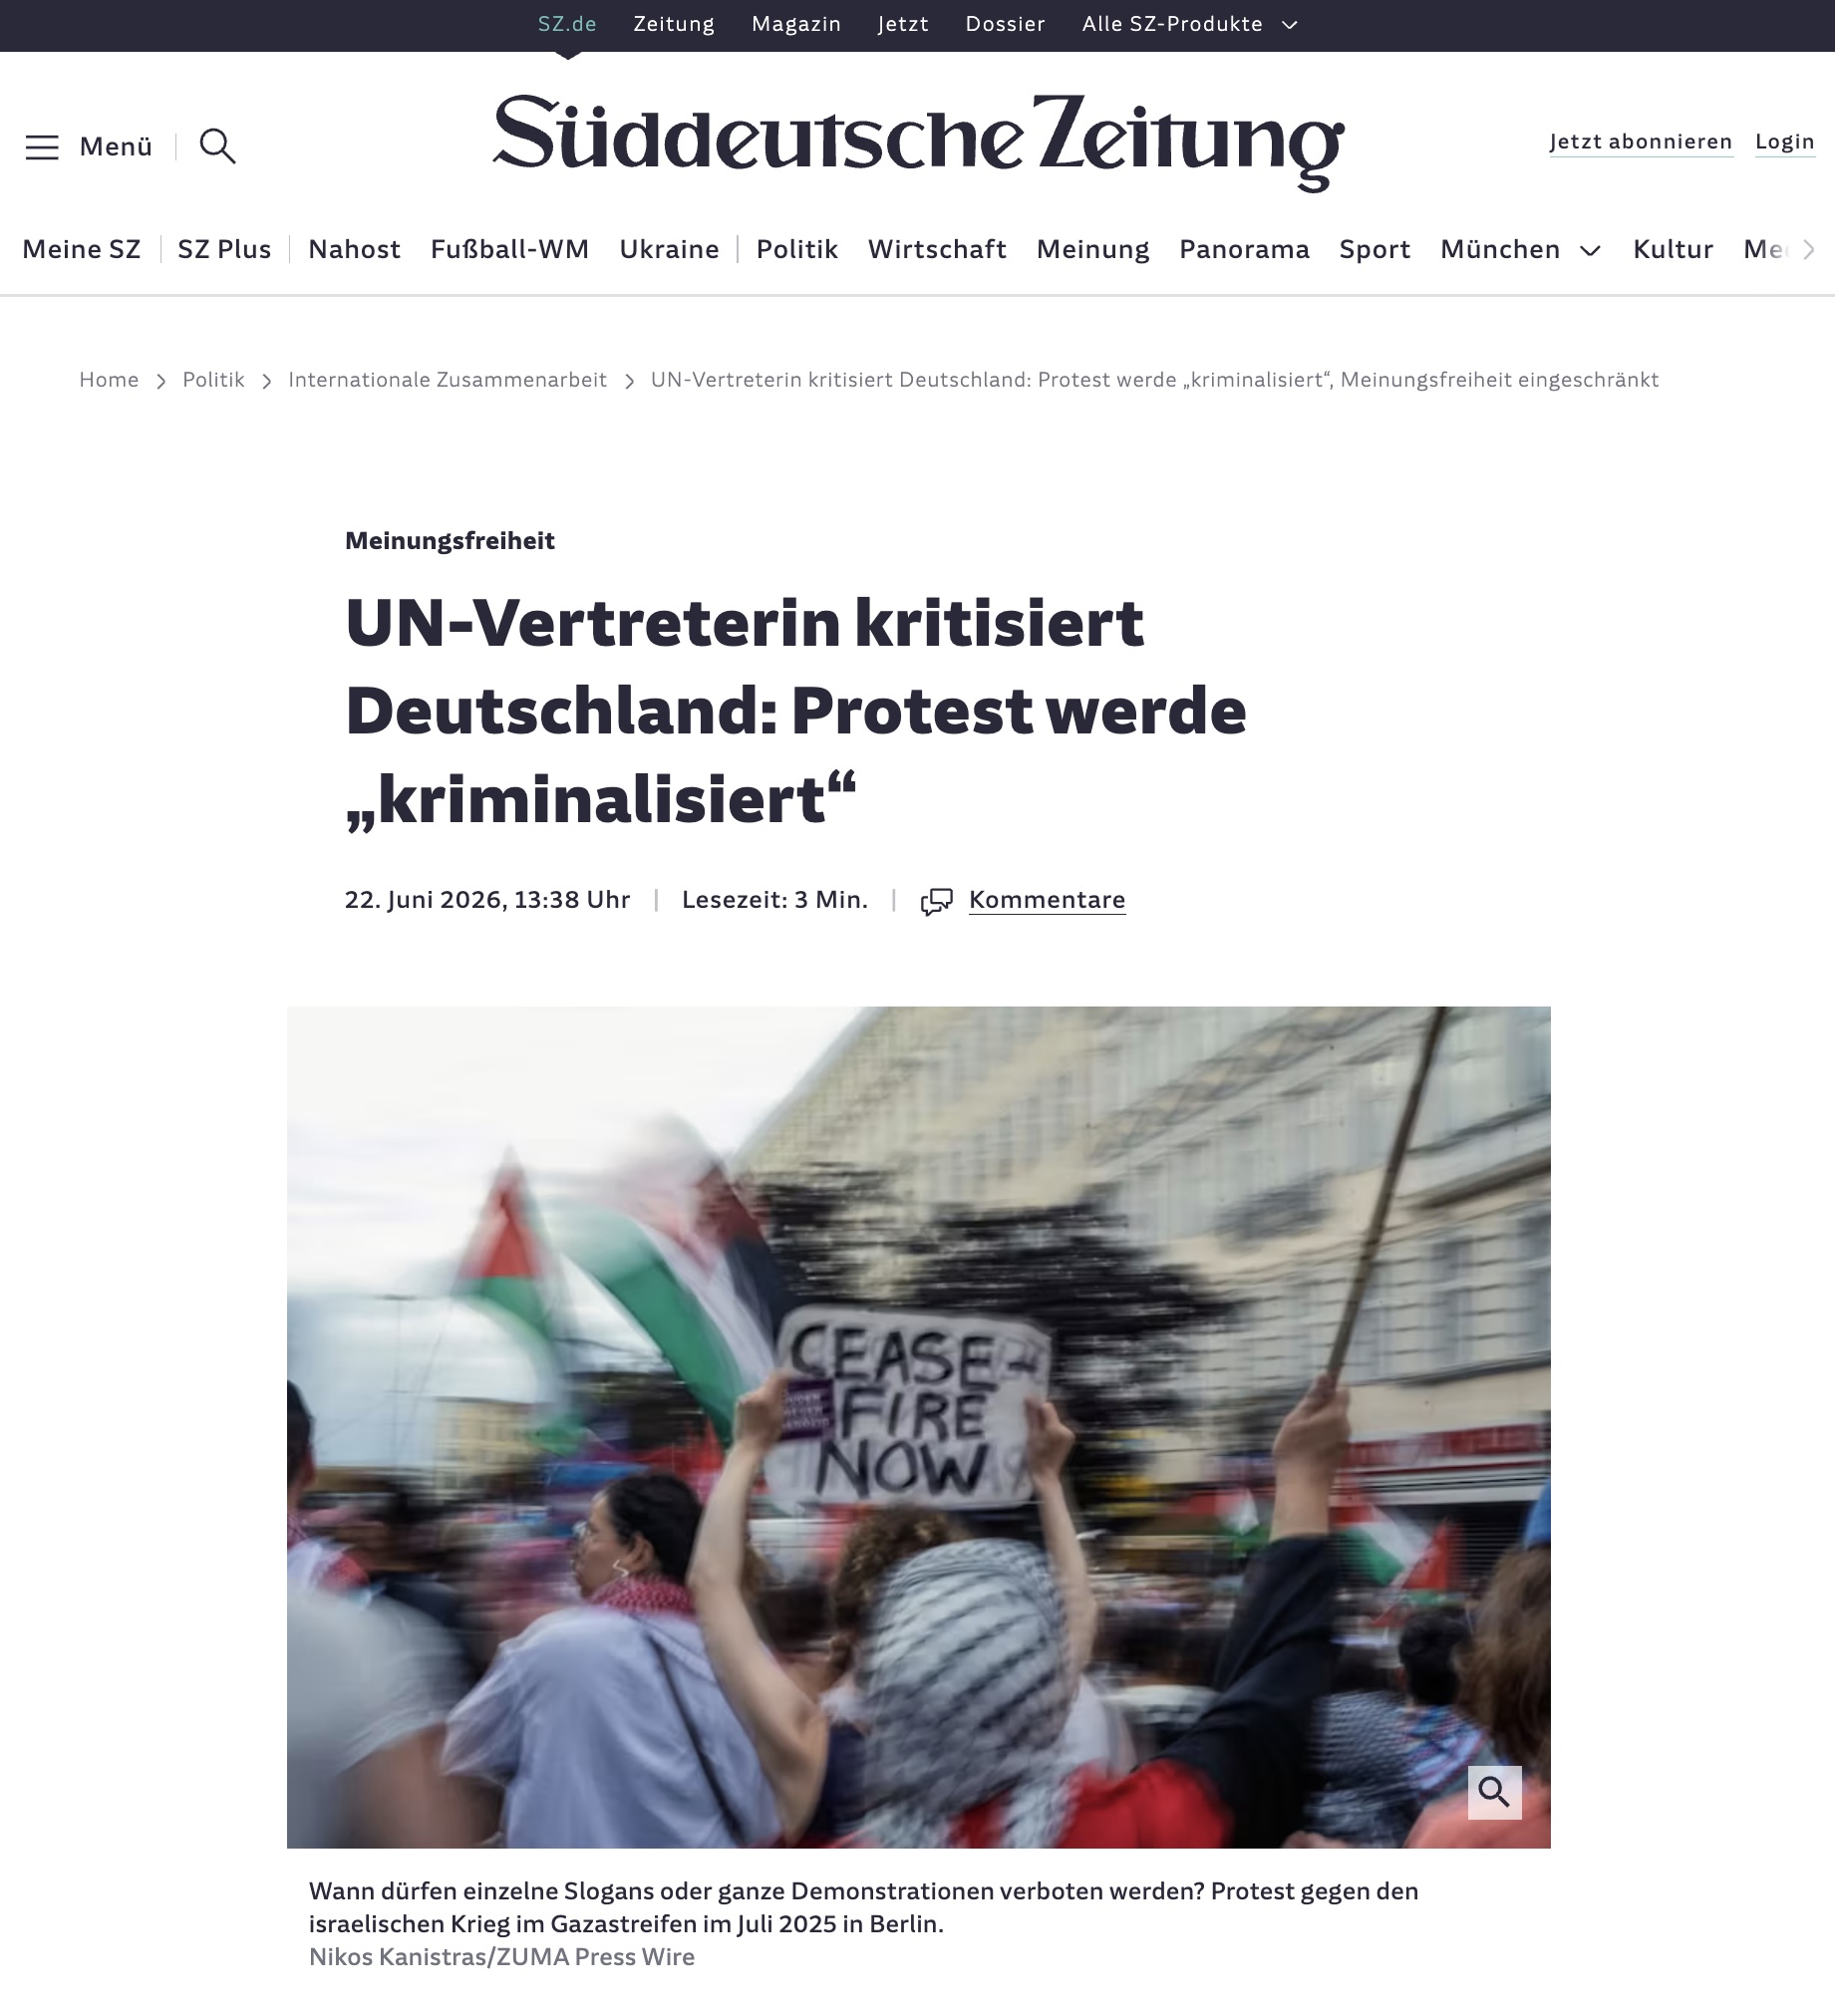 SZ.de Zeitung Magazin Jetzt Dossier Alle SZ-Produkte
Menü
Süddeutsche Zeitung
Jetzt abonnieren Login
Meine SZ SZ Plus Nahost Fußball-WM Ukraine Politik Wirtschaft Meinung Panorama Sport München Kultur
Home Politik Internationale Zusammenarbeit UN-Vertreterin kritisiert Deutschland: Protest werde „kriminalisiert“, Meinungsfreiheit eingeschränkt
Meinungsfreiheit
UN-Vertreterin kritisiert
Deutschland: Protest werde
„kriminalisiert“
22. Juni 2026, 13:38 Uhr | Lesezeit: 3 Min. | Kommentare
CEASE-
FIRE
NOW
Wann dürfen einzelne Slogans oder ganze Demonstrationen verboten werden? Protest gegen den
israelischen Krieg im Gazastreifen im Juli 2025 in Berlin.
Nikos Kanistras/ZUMA Press Wire